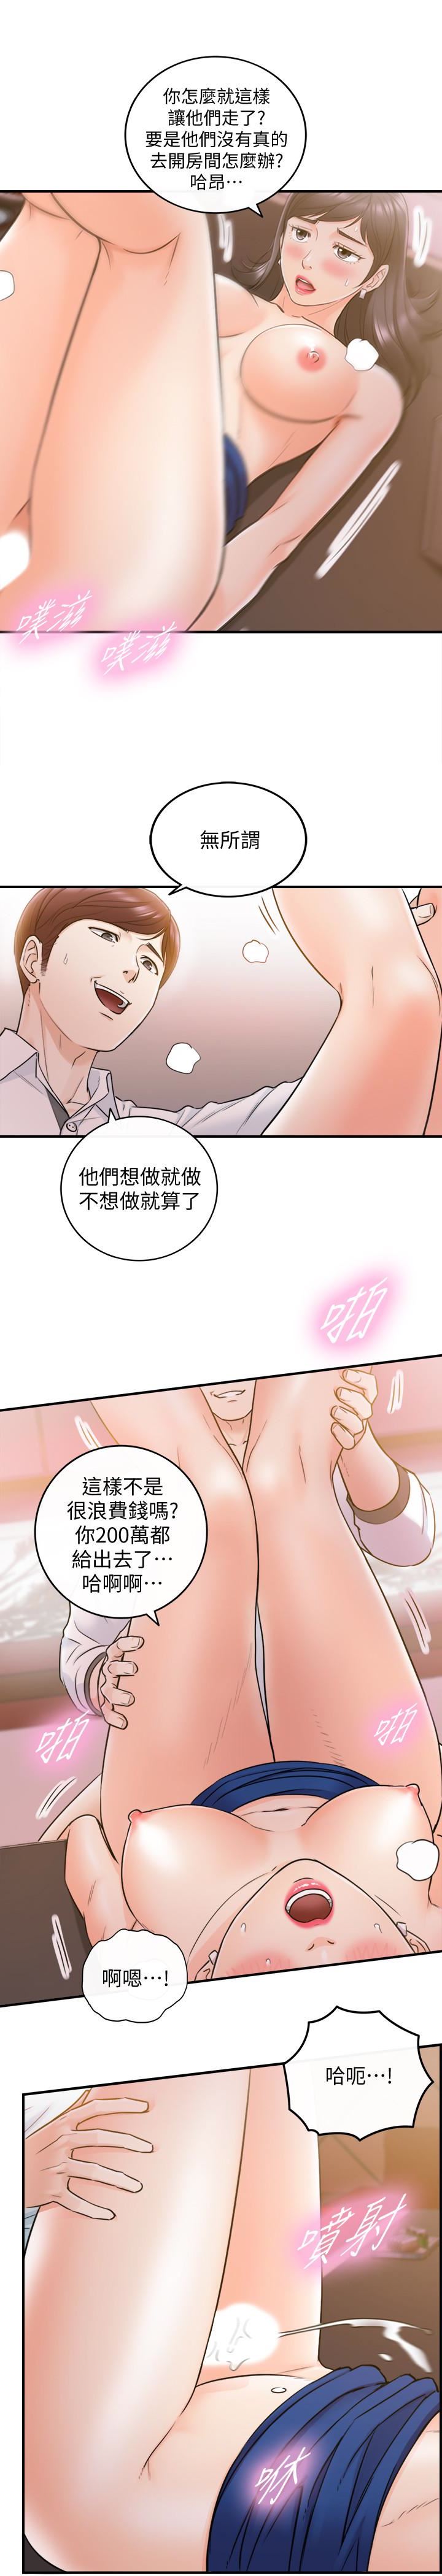 你怎麼就這樣
讓他們走了?
要是他們沒有真的
去開房間怎麼辦?
哈昂⋯
噗滋
噗滋
無所謂
他們想做就做
不想做就算了
啪
這樣不是
很浪費錢嗎?
你200萬都
給出去了⋯
哈啊啊⋯
啪
啪
啊嗯⋯!
哈呃⋯!
噴射
咻